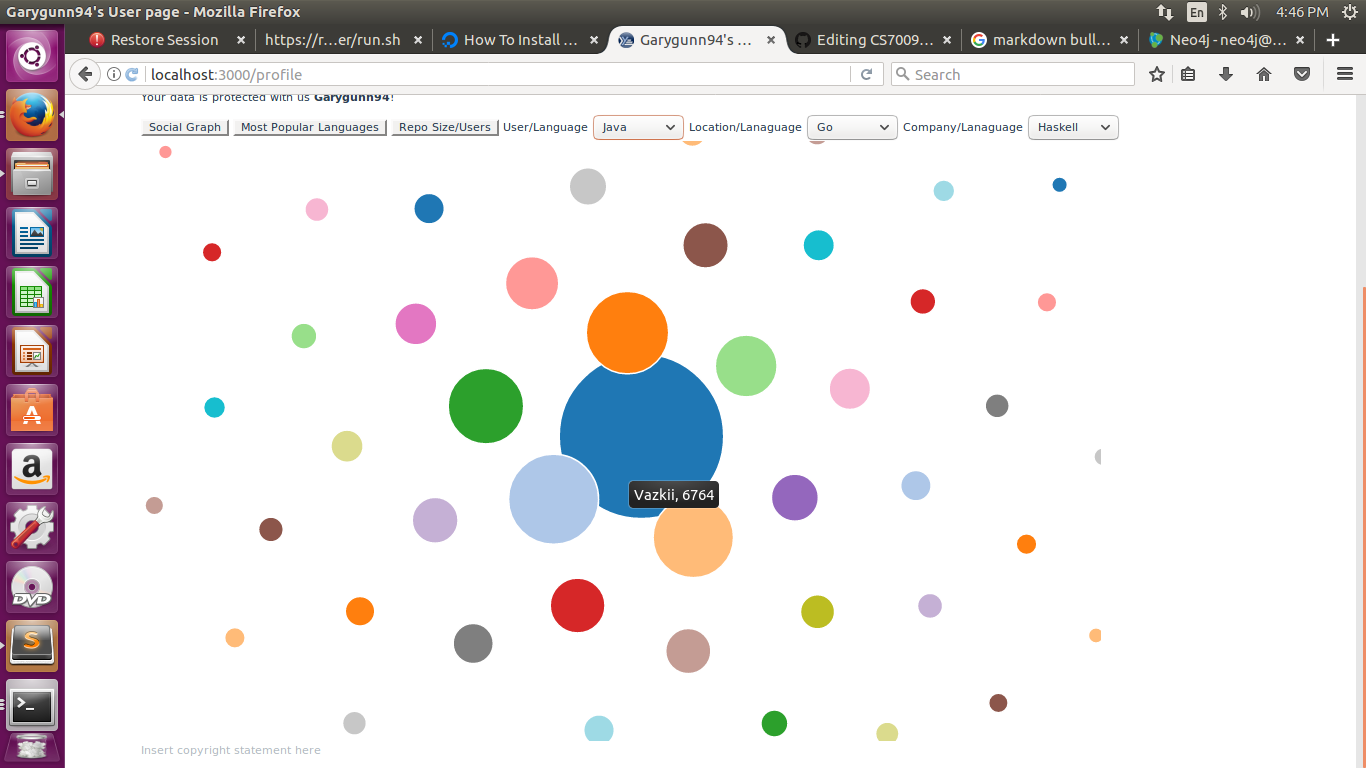 Garygunn94's User page - Mozilla Firefox
En
4:46 PM
Restore Session
https://r...er/run.sh
How To Install ...
Garygunn94's ...
Editing CS7009...
markdown bull...
Neo4j - neo4j@...
localhost:3000/profile
Search
Your data is protected with us Garygunn94!
Social Graph
Most Popular Languages
Repo Size/Users
User/Language
Java
Location/Lanaguage
Go
Company/Lanaguage
Haskell
Vazkii, 6764
DVD
Insert copyright statement here